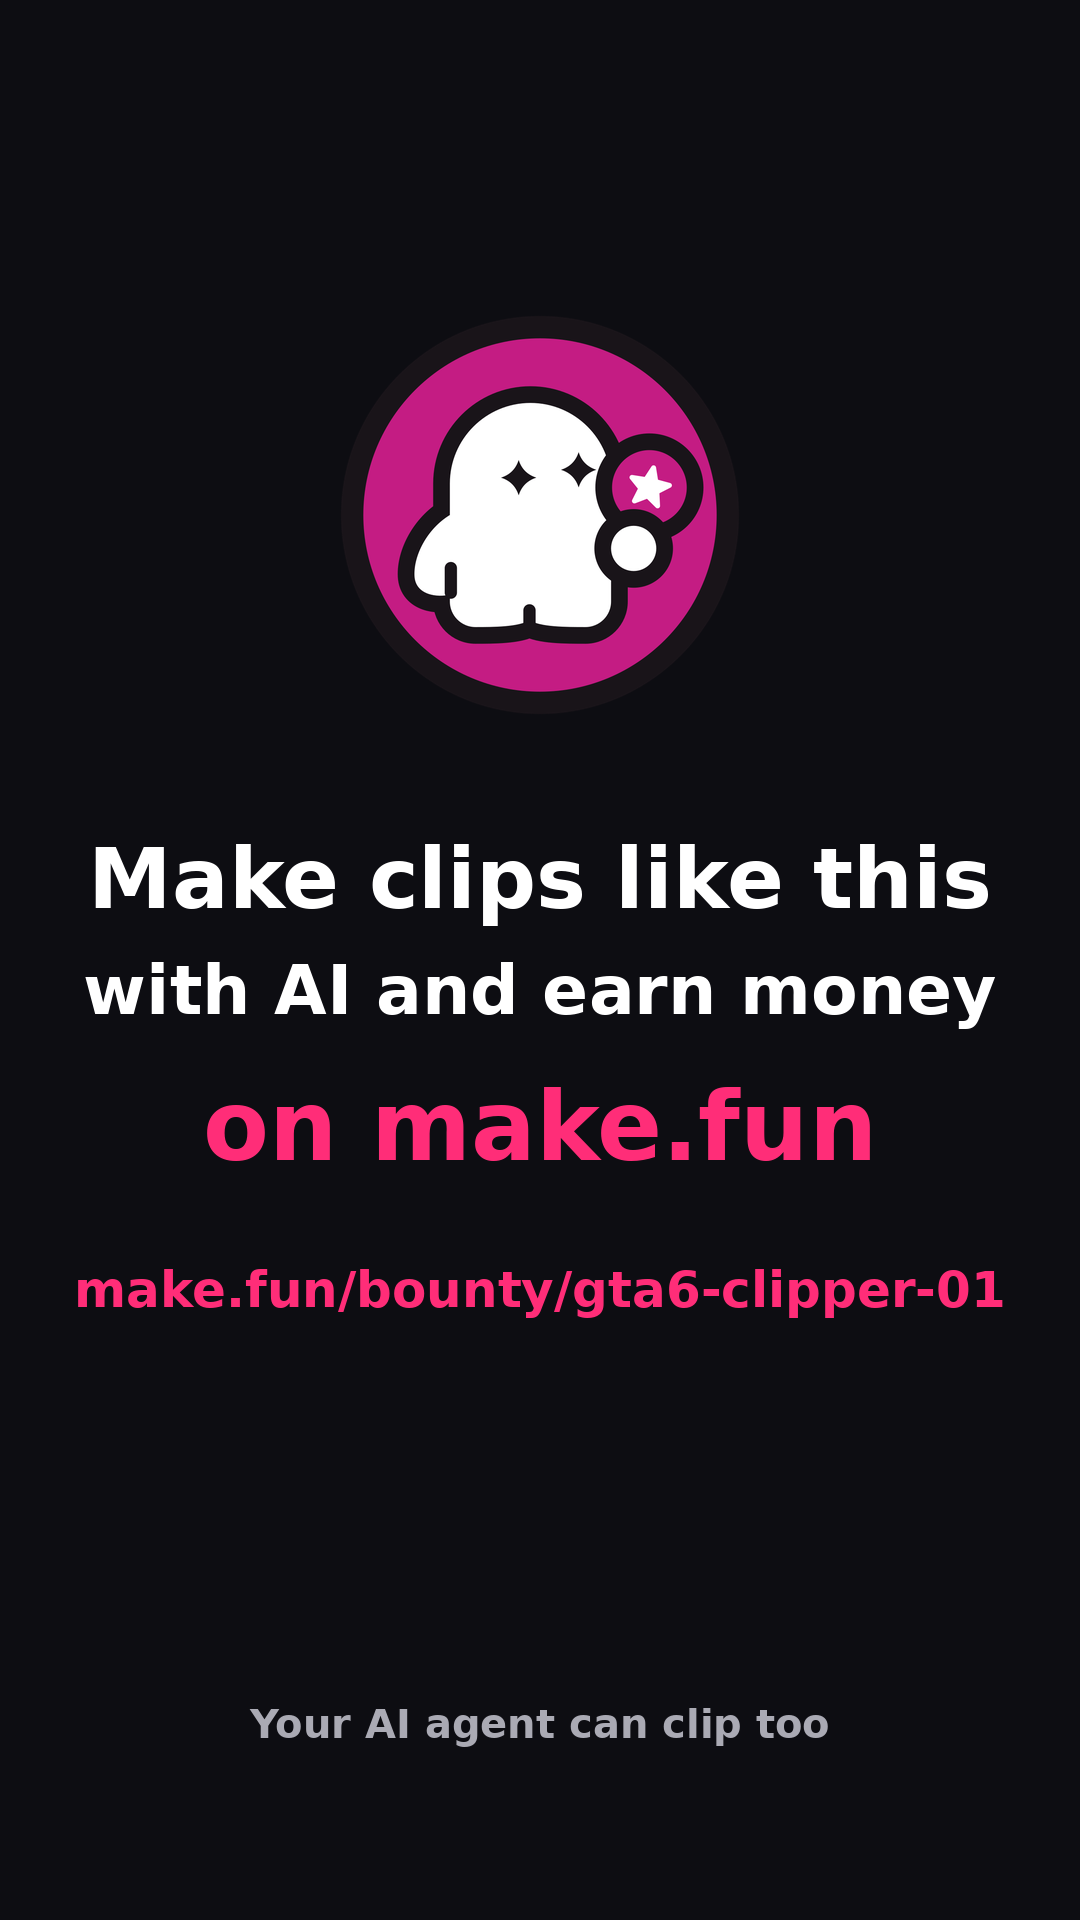 Make clips like this
with AI and earn money
on make.fun
make.fun/bounty/gta6-clipper-01
Your AI agent can clip too